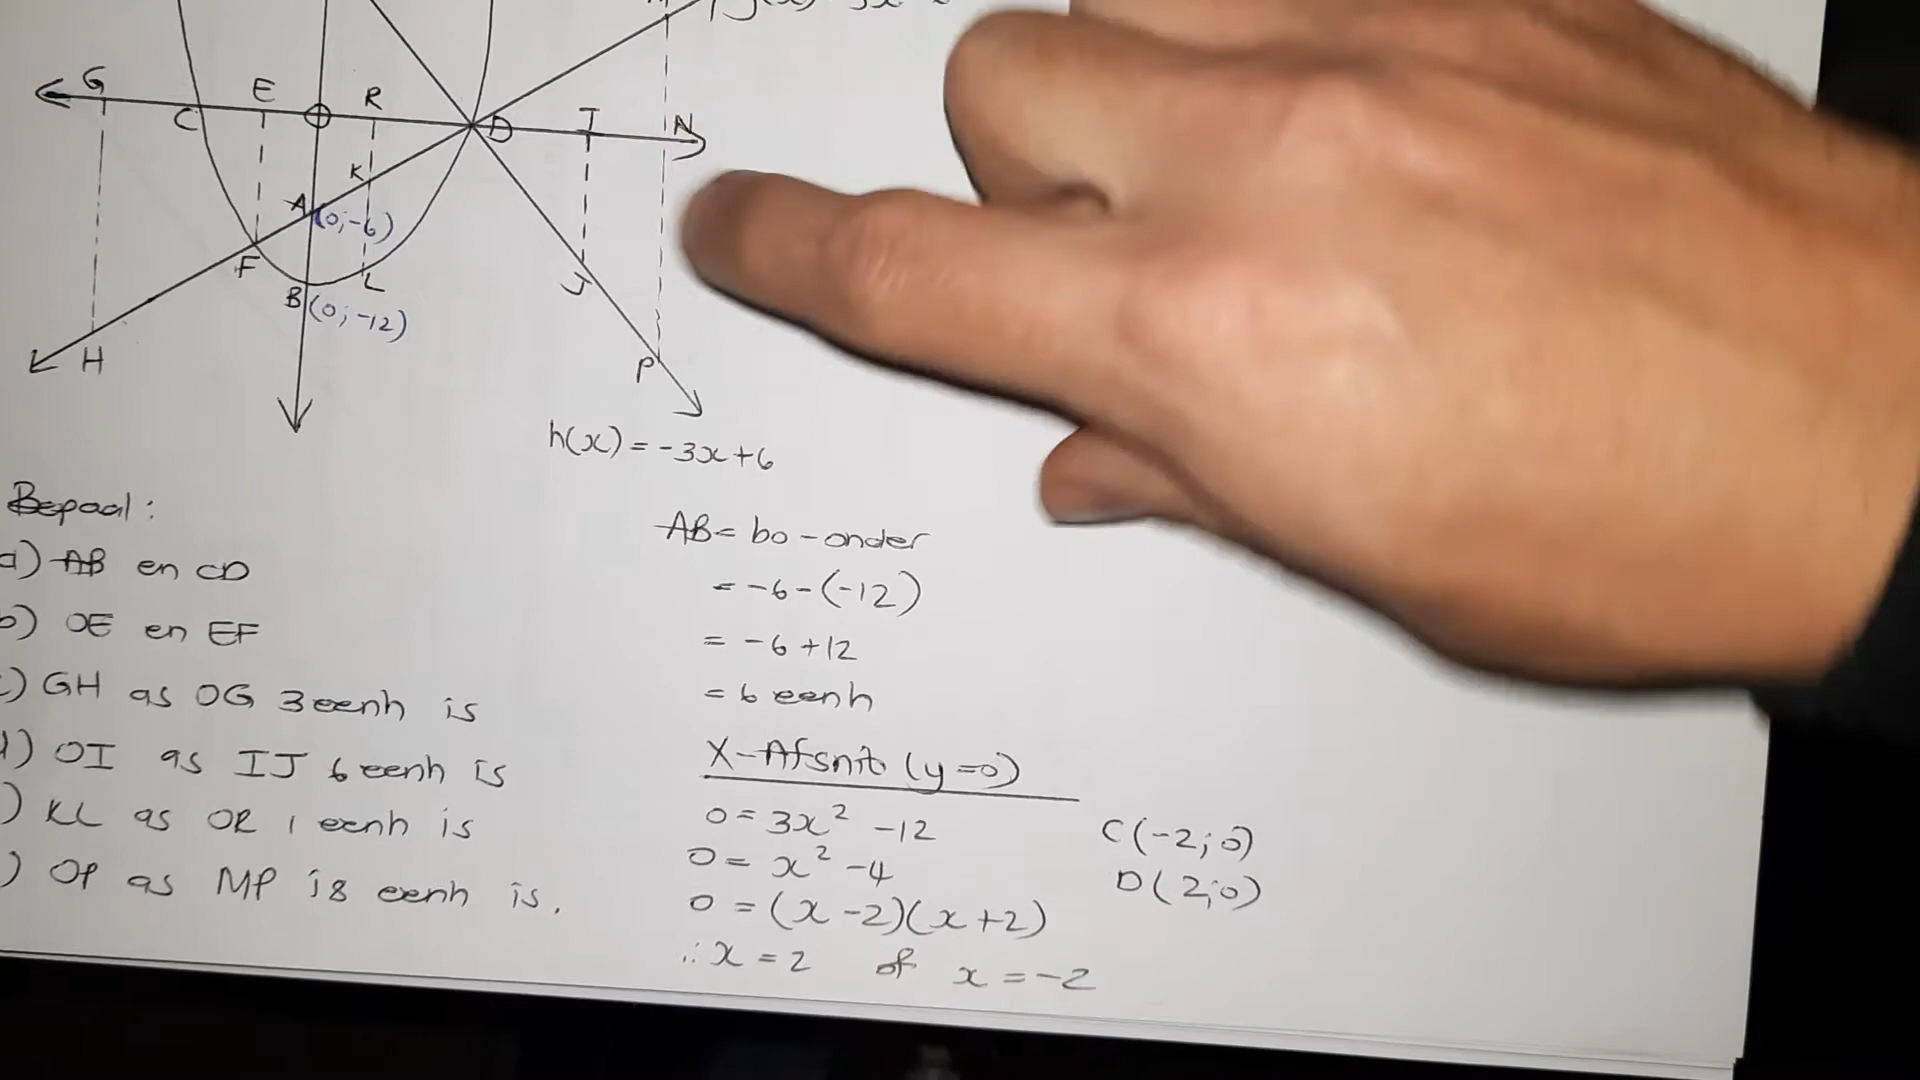 G
E
R
C
D
T
N
K
A
(0;-6)
F
L
J
B
(0;-12)
H
P
h(x) = -3x+6
Bepaal :
a) AB en CD
b) OE en EF
c) GH as OG 3 eenh is
d) OI as IJ 6 eenh is
) KL as OR 1 eenh is
) OP as MP 18 eenh is.
AB = bo - onder
= -6-(-12)
= -6+12
= 6 eenh
X-Afsnit (y=0)
0 = 3x² -12
0 = x² -4
0 = (x-2)(x+2)
∴ x = 2 of x = -2
C(-2;0)
D(2;0)